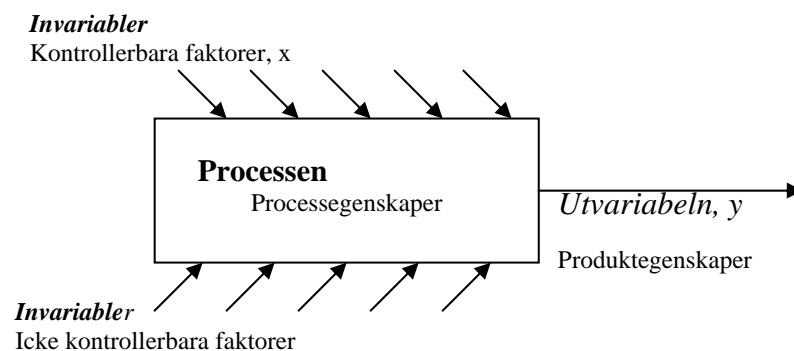 Invariabler
Kontrollerbara faktorer, x
Processen
Processegenskaper
Utvariabeln, y
Produktegenskaper
Invariabler
Icke kontrollerbara faktorer